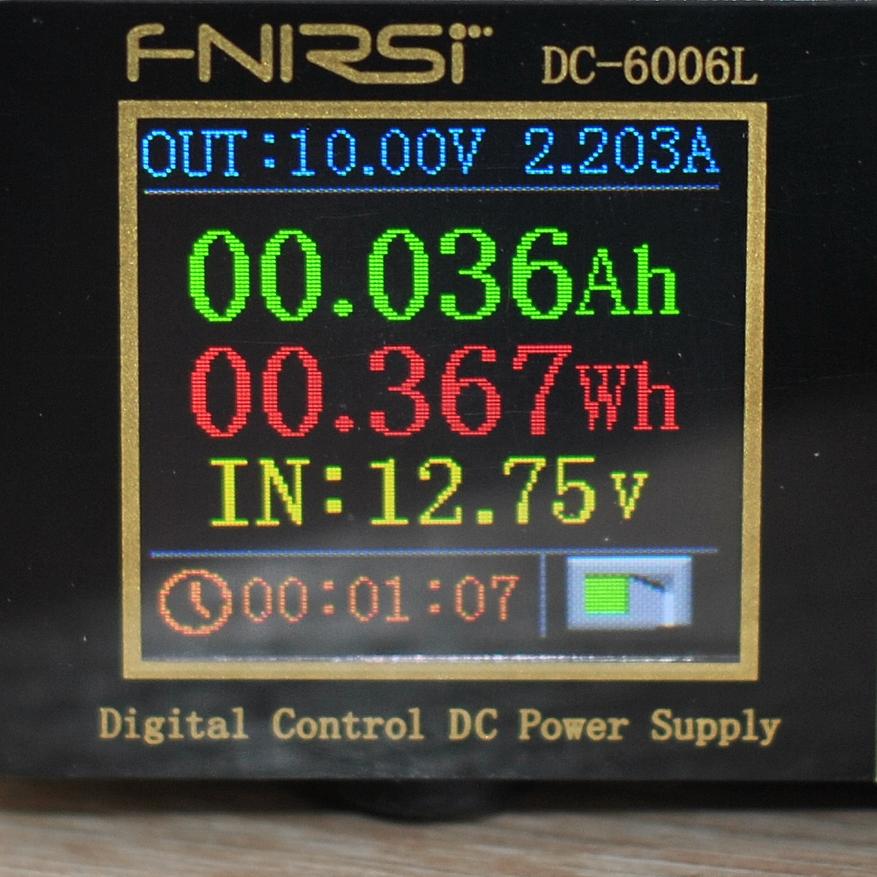 FNIRSI DC-6006L
OUT:10.00V 2.203A
00.036Ah
00.367Wh
IN:12.75v
00:01:07
Digital Control DC Power Supply